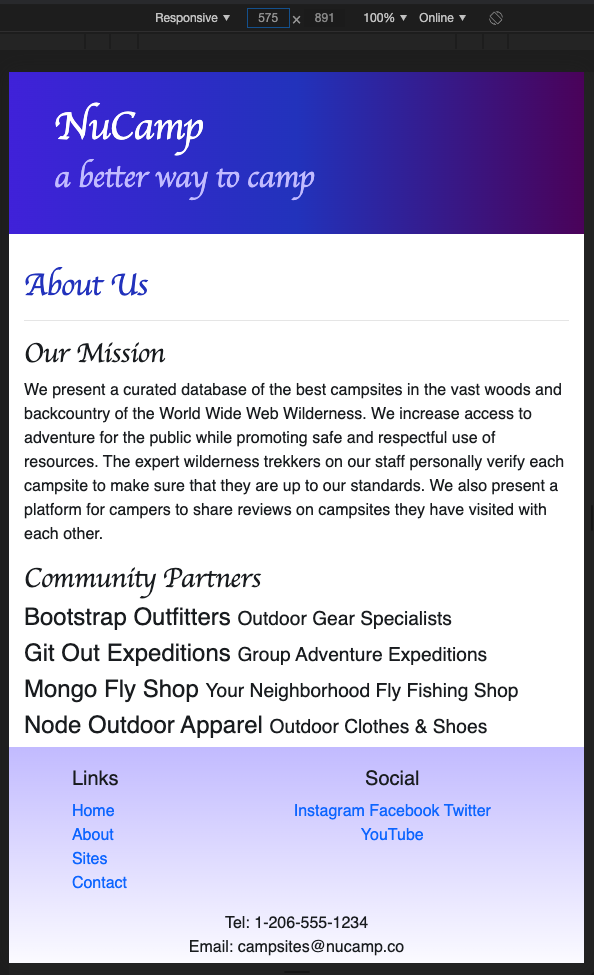 Responsive ▼ 575 × 891 100% ▼ Online ▼
NuCamp
a better way to camp
About Us
Our Mission
We present a curated database of the best campsites in the vast woods and
backcountry of the World Wide Web Wilderness. We increase access to
adventure for the public while promoting safe and respectful use of
resources. The expert wilderness trekkers on our staff personally verify each
campsite to make sure that they are up to our standards. We also present a
platform for campers to share reviews on campsites they have visited with
each other.
Community Partners
Bootstrap Outfitters Outdoor Gear Specialists
Git Out Expeditions Group Adventure Expeditions
Mongo Fly Shop Your Neighborhood Fly Fishing Shop
Node Outdoor Apparel Outdoor Clothes & Shoes
Links
Home
About
Sites
Contact
Social
Instagram Facebook Twitter
YouTube
Tel: 1-206-555-1234
Email: campsites@nucamp.co